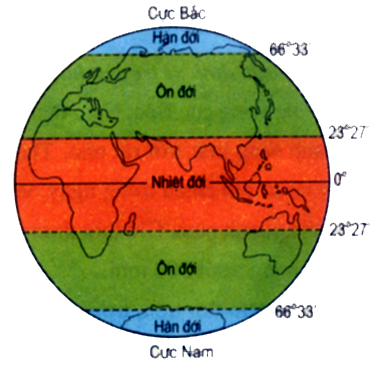 Cực Bắc
Hàn đới
66°33'
Ôn đới
23°27'
Nhiệt đới
0°
23°27'
Ôn đới
66°33'
Hàn đới
Cực Nam